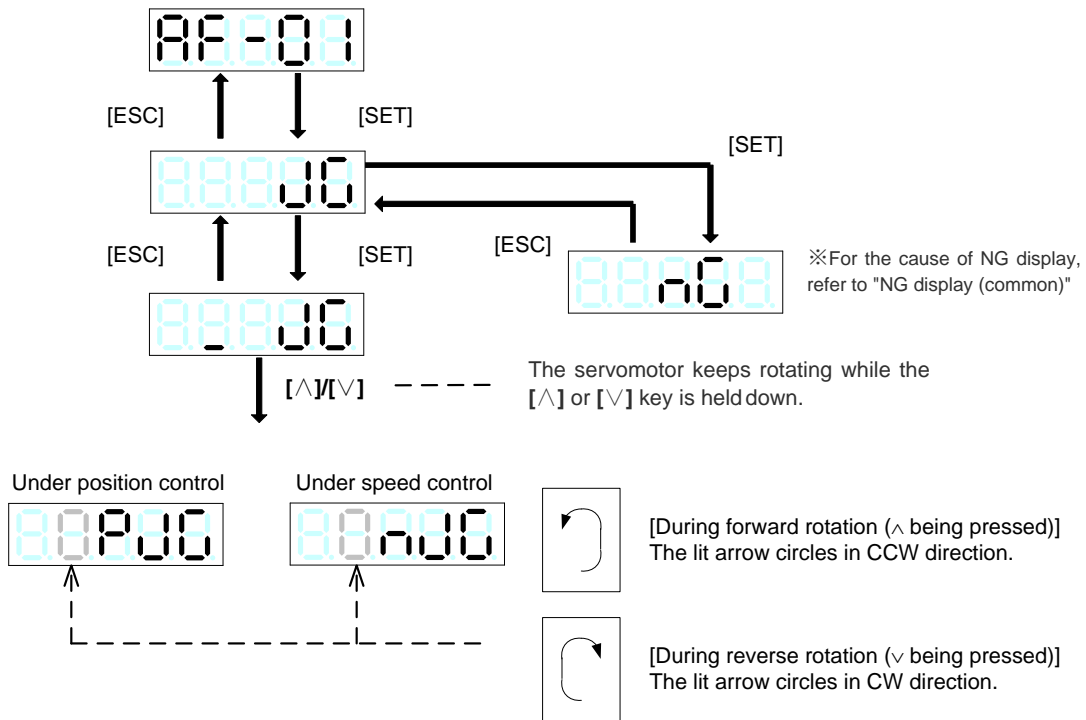 AF-01
[ESC]
[SET]
[SET]
JG
[ESC]
[SET]
[ESC]
nG
※For the cause of NG display,
refer to "NG display (common)"
_ JG
[∧]/[∨]
The servomotor keeps rotating while the
[∧] or [∨] key is held down.
Under position control
Under speed control
PJG
nJG
[During forward rotation (∧ being pressed)]
The lit arrow circles in CCW direction.
[During reverse rotation (∨ being pressed)]
The lit arrow circles in CW direction.